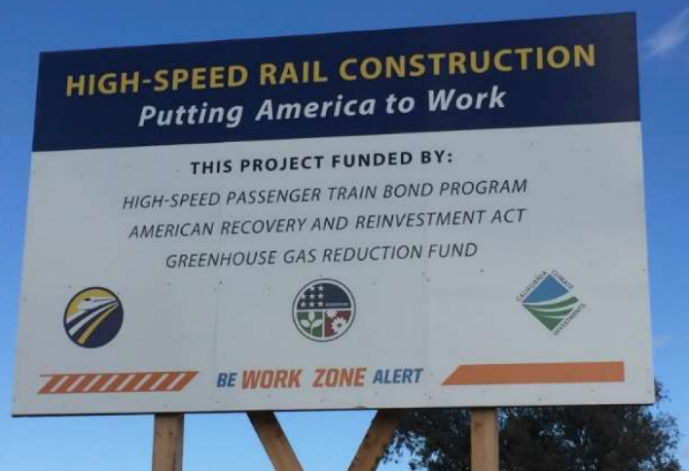 HIGH-SPEED RAIL CONSTRUCTION
Putting America to Work
THIS PROJECT FUNDED BY:
HIGH-SPEED PASSENGER TRAIN BOND PROGRAM
AMERICAN RECOVERY AND REINVESTMENT ACT
GREENHOUSE GAS REDUCTION FUND
CALIFORNIA CLIMATE
INVESTMENTS
BE WORK ZONE ALERT